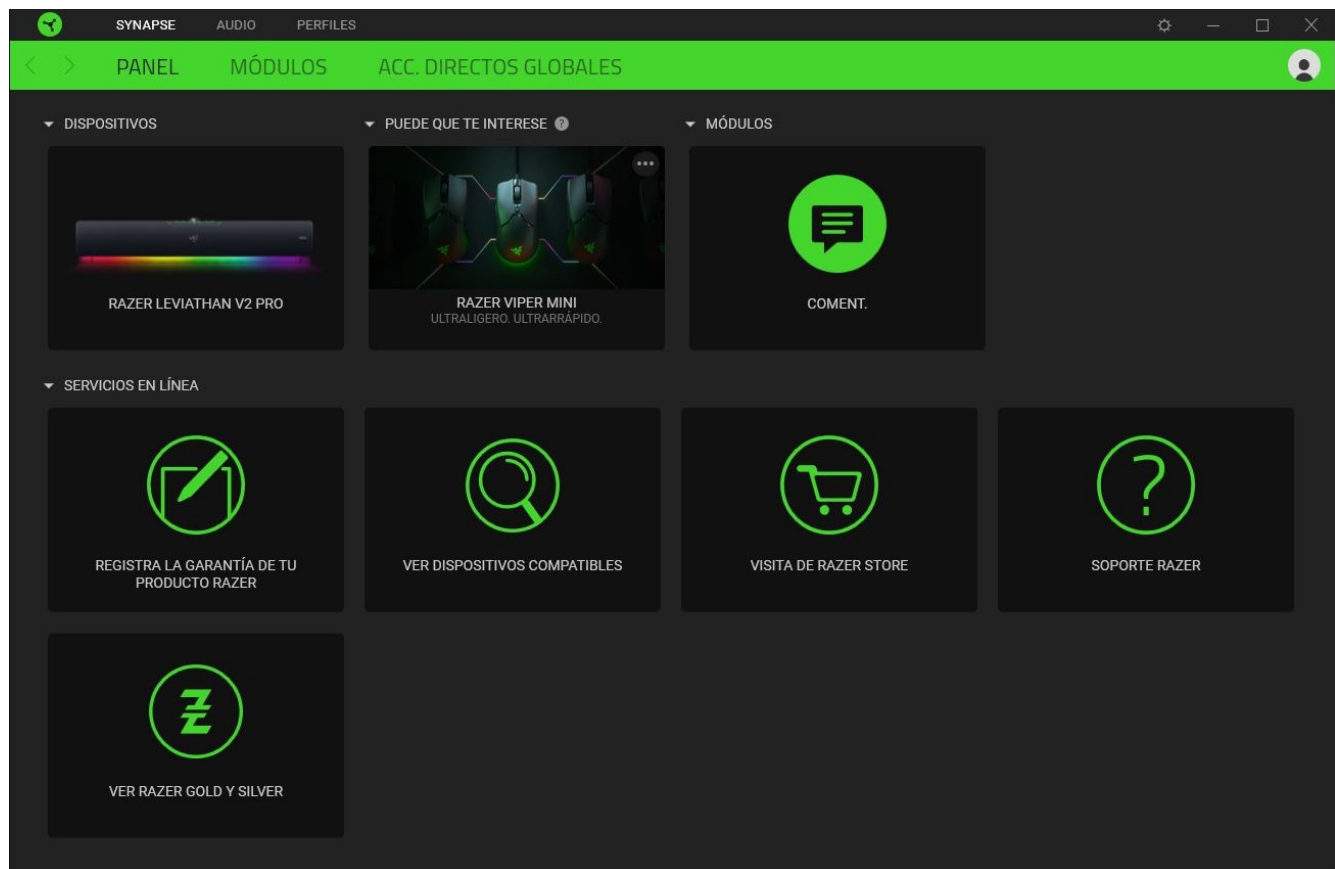 SYNAPSE AUDIO PERFILES
PANEL MÓDULOS ACC. DIRECTOS GLOBALES
DISPOSITIVOS
RAZER LEVIATHAN V2 PRO
PUEDE QUE TE INTERESE ?
RAZER VIPER MINI
ULTRALIGERO. ULTRARRÁPIDO.
MÓDULOS
COMENT.
SERVICIOS EN LÍNEA
REGISTRA LA GARANTÍA DE TU
PRODUCTO RAZER
VER DISPOSITIVOS COMPATIBLES
VISITA DE RAZER STORE
SOPORTE RAZER
VER RAZER GOLD Y SILVER